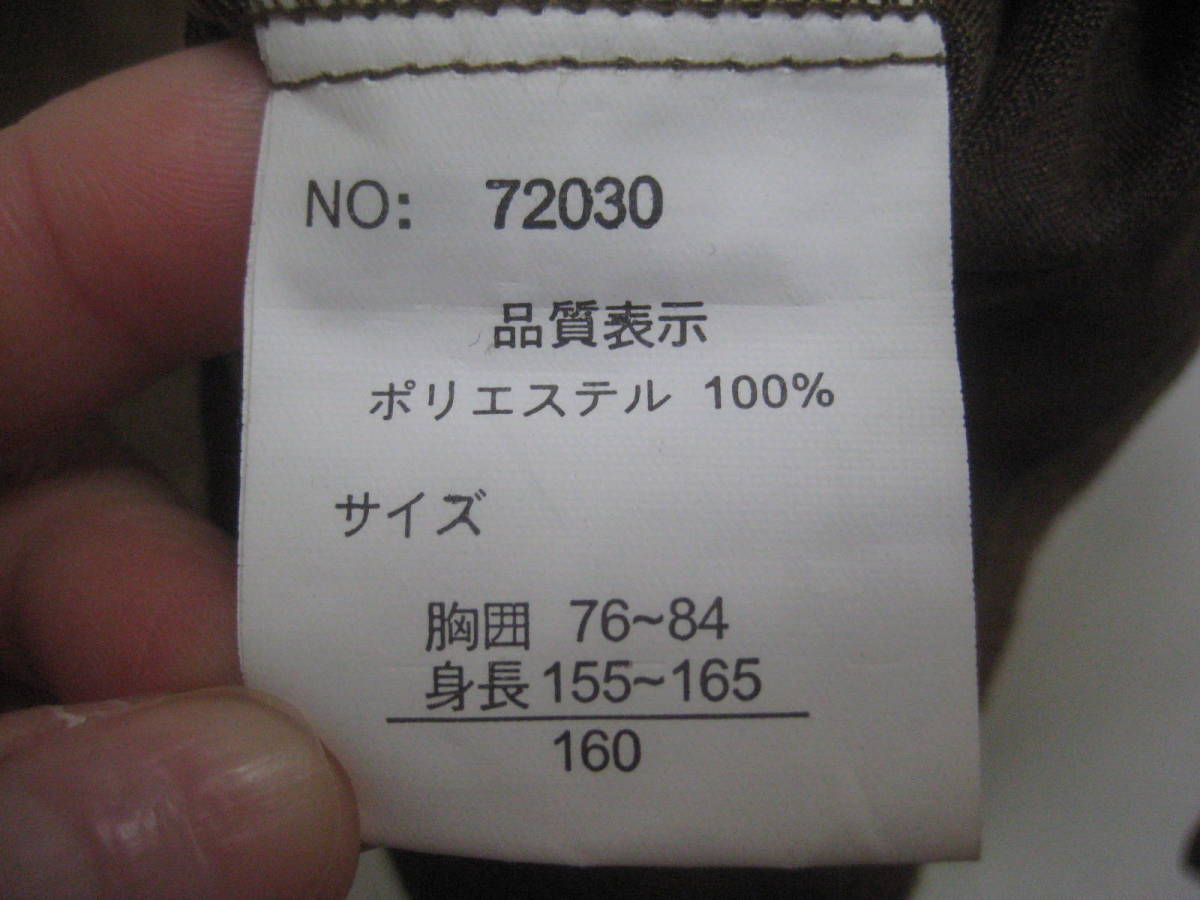 NO: 72030
品質表示
ポリエステル 100%
サイズ
胸囲 76~84
身長 155~165
160